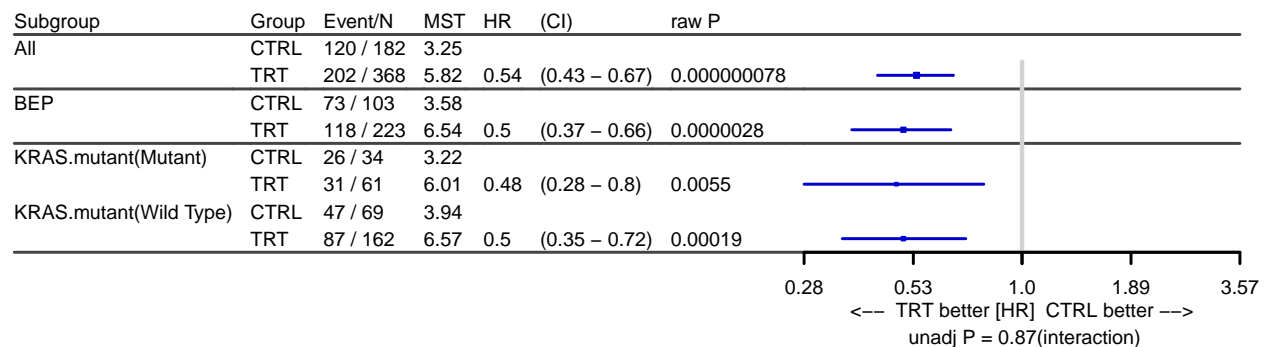 Subgroup Group Event/N MST HR (CI) raw P
All CTRL 120 / 182 3.25
TRT 202 / 368 5.82 0.54 (0.43 − 0.67) 0.000000078
BEP CTRL 73 / 103 3.58
TRT 118 / 223 6.54 0.5 (0.37 − 0.66) 0.0000028
KRAS.mutant(Mutant) CTRL 26 / 34 3.22
TRT 31 / 61 6.01 0.48 (0.28 − 0.8) 0.0055
KRAS.mutant(Wild Type) CTRL 47 / 69 3.94
TRT 87 / 162 6.57 0.5 (0.35 − 0.72) 0.00019
0.28 0.53 1.0 1.89 3.57
<−− TRT better [HR] CTRL better −−>
unadj P = 0.87(interaction)